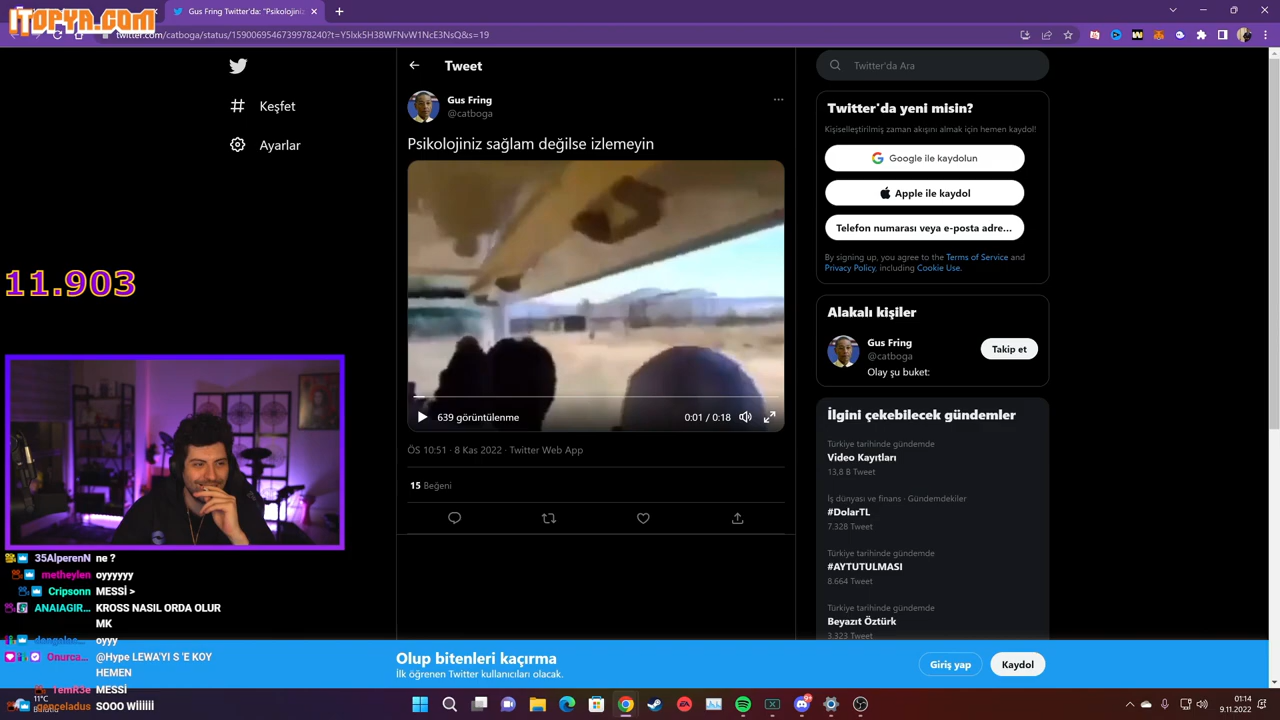 iTOPYA.COM
Gus Fring Twitter'da: "Psikolojiniz
twitter.com/catboga/status/1590069546739978240?t=Y5lxk5H38WFNvW1NcE3NsQ&s=19
Keşfet
Ayarlar
11.903
Tweet
Gus Fring
@catboga
Psikolojiniz sağlam değilse izlemeyin
639 görüntülenme
0:01 / 0:18
ÖS 10:51 · 8 Kas 2022 · Twitter Web App
15 Beğeni
Twitter'da Ara
Twitter'da yeni misin?
Kişiselleştirilmiş zaman akışını almak için hemen kaydol!
Google ile kaydolun
Apple ile kaydol
Telefon numarası veya e-posta adre...
By signing up, you agree to the Terms of Service and
Privacy Policy, including Cookie Use.
Alakalı kişiler
Gus Fring
@catboga
Takip et
Olay şu buket:
İlgini çekebilecek gündemler
Türkiye tarihinde gündemde
Video Kayıtları
13,8 B Tweet
İş dünyası ve finans · Gündemdekiler
#DolarTL
7.328 Tweet
Türkiye tarihinde gündemde
#AYTUTULMASI
8.664 Tweet
Türkiye tarihinde gündemde
Beyazıt Öztürk
3.323 Tweet
35AlperenN ne ?
metheylen oyyyyyy
Cripsonn MESSİ >
ANAIAGIR... KROSS NASIL ORDA OLUR
MK
oyyy
Onurca... @Hype LEWA'YI S 'E KOY
HEMEN
TemR3e MESSİ
genceladus SOOO Wiiiiii
Olup bitenleri kaçırma
İlk öğrenen Twitter kullanıcıları olacak.
Giriş yap
Kaydol
11°C
01:14
9.11.2022